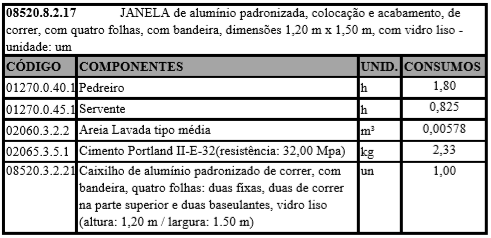 08520.8.2.17 JANELA de alumínio padronizada, colocação e acabamento, de
correr, com quatro folhas, com bandeira, dimensões 1,20 m x 1,50 m, com vidro liso -
unidade: um
CÓDIGO COMPONENTES UNID. CONSUMOS
01270.0.40.1 Pedreiro h 1,80
01270.0.45.1 Servente h 0,825
02060.3.2.2 Areia Lavada tipo média m³ 0,00578
02065.3.5.1 Cimento Portland II-E-32(resistência: 32,00 Mpa) kg 2,33
08520.3.2.21 Caixilho de alumínio padronizado de correr, com un 1,00
bandeira, quatro folhas: duas fixas, duas de correr
na parte superior e duas baseulantes, vidro liso
(altura: 1,20 m / largura: 1.50 m)